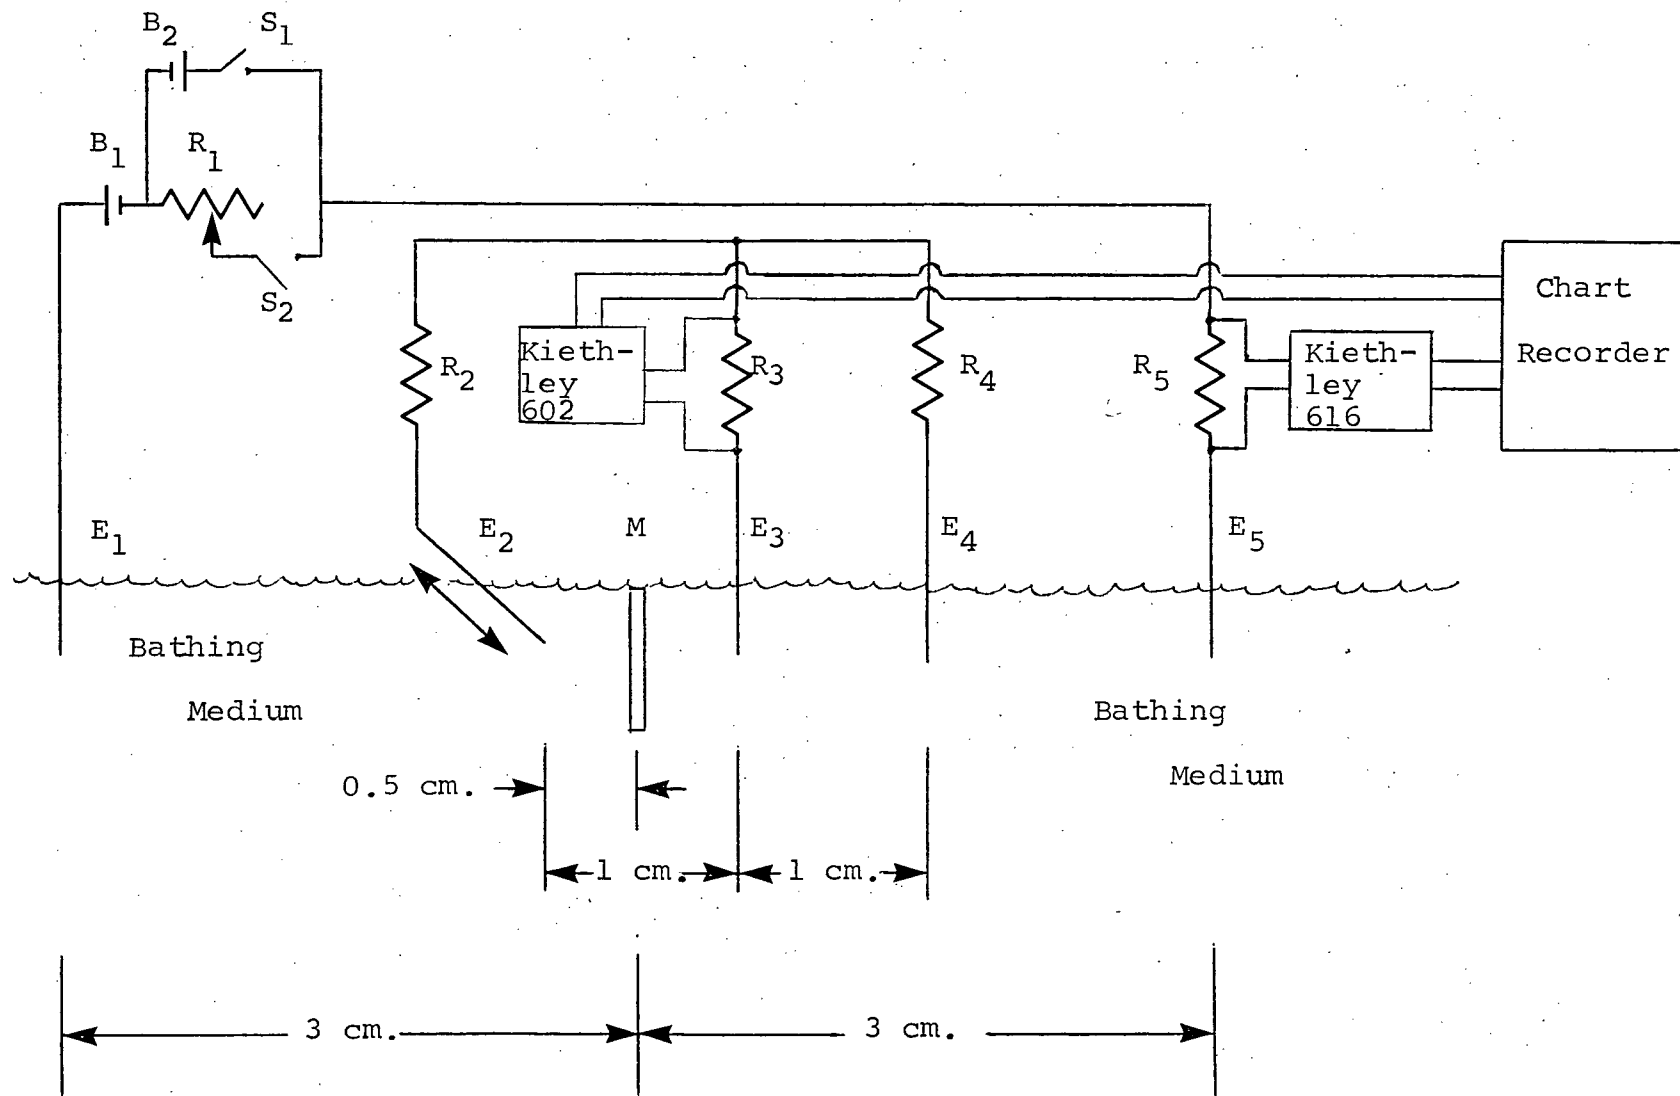 B2 S1
B1 R1
S2
Chart
Recorder
Kieth-
ley
602
R2
R3
R4
R5
Kieth-
ley
616
E1
E2
M
E3
E4
E5
Bathing
Medium
Bathing
Medium
0.5 cm.
1 cm. 1 cm.
3 cm. 3 cm.